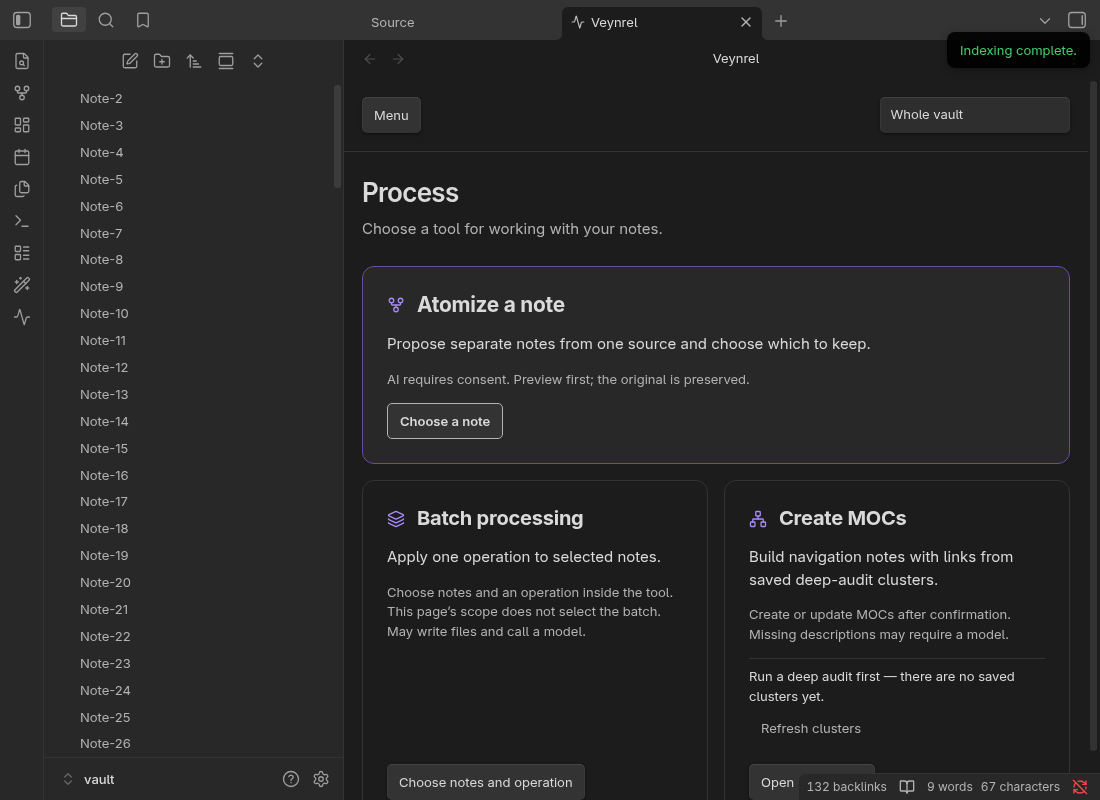 Source
Veynrel
Indexing complete.
Veynrel
Menu
Whole vault
Note-2
Note-3
Note-4
Note-5
Note-6
Note-7
Note-8
Note-9
Note-10
Note-11
Note-12
Note-13
Note-14
Note-15
Note-16
Note-17
Note-18
Note-19
Note-20
Note-21
Note-22
Note-23
Note-24
Note-25
Note-26
vault
Process
Choose a tool for working with your notes.
Atomize a note
Propose separate notes from one source and choose which to keep.
AI requires consent. Preview first; the original is preserved.
Choose a note
Batch processing
Apply one operation to selected notes.
Choose notes and an operation inside the tool.
This page’s scope does not select the batch.
May write files and call a model.
Choose notes and operation
Create MOCs
Build navigation notes with links from
saved deep-audit clusters.
Create or update MOCs after confirmation.
Missing descriptions may require a model.
Run a deep audit first — there are no saved
clusters yet.
Refresh clusters
Open
132 backlinks
9 words
67 characters